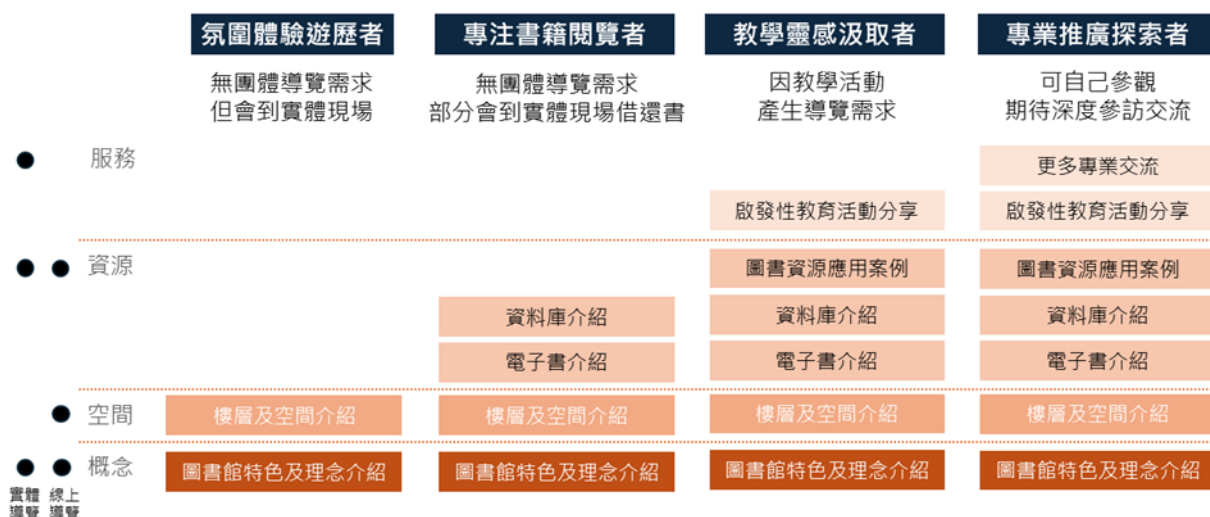 氛圍體驗遊歷者 專注書籍閱覽者 教學靈感汲取者 專業推廣探索者
無團體導覽需求 無團體導覽需求 因教學活動 可自己參觀
但會到實體現場 部分會到實體現場借還書 產生導覽需求 期待深度參訪交流
服務 更多專業交流
啟發性教育活動分享 啟發性教育活動分享
資源 圖書資源應用案例 圖書資源應用案例
資料庫介紹 資料庫介紹 資料庫介紹
電子書介紹 電子書介紹 電子書介紹
空間 樓層及空間介紹 樓層及空間介紹 樓層及空間介紹 樓層及空間介紹
概念 圖書館特色及理念介紹 圖書館特色及理念介紹 圖書館特色及理念介紹 圖書館特色及理念介紹
實體 線上
導覽 導覽